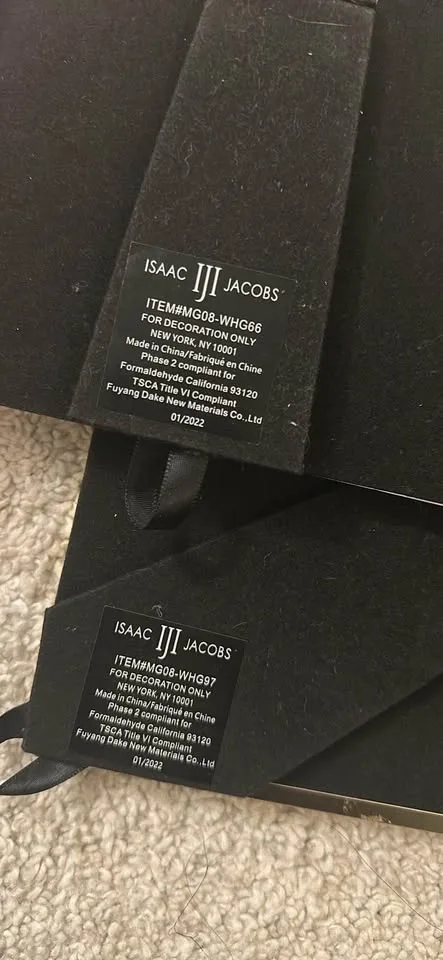 ISAAC IJI JACOBS®
ITEM#MG08-WHG66
FOR DECORATION ONLY
NEW YORK, NY 10001
Made in China/Fabriqué en Chine
Phase 2 compliant for
Formaldehyde California 93120
TSCA Title VI Compliant
Fuyang Dake New Materials Co.,Ltd
01/2022
ISAAC IJI JACOBS
ITEM#MG08-WHG97
FOR DECORATION ONLY
NEW YORK, NY 10001
Made in China/Fabriqué en Chine
Phase 2 compliant for
Formaldehyde California 93120
TSCA Title VI Compliant
Fuyang Dake New Materials Co.,Ltd
01/2022